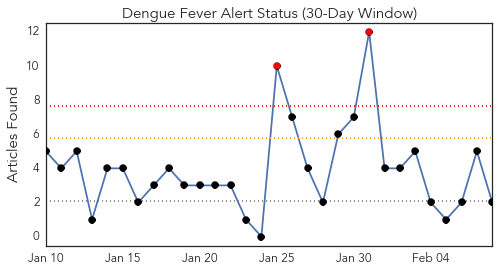 Dengue Fever Alert Status (30-Day Window)
Articles Found
12
10
8
6
4
2
0
Jan 10 Jan 15 Jan 20 Jan 25 Jan 30 Feb 04